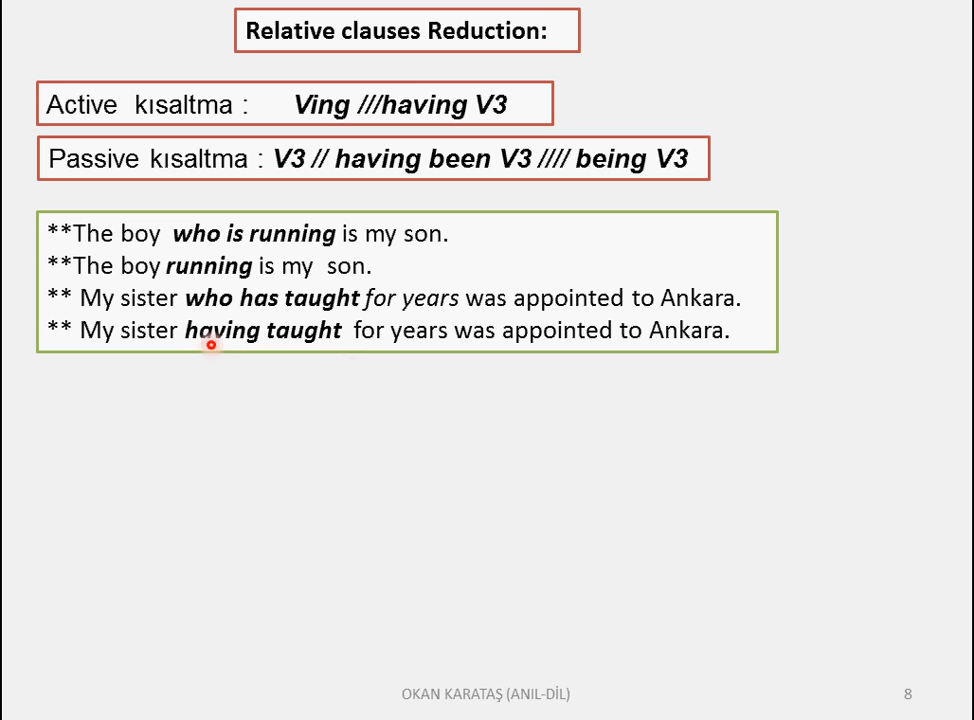 Relative clauses Reduction:
Active kısaltma : Ving ///having V3
Passive kısaltma : V3 // having been V3 //// being V3
**The boy who is running is my son.
**The boy running is my son.
** My sister who has taught for years was appointed to Ankara.
** My sister having taught for years was appointed to Ankara.
OKAN KARATAŞ (ANIL-DİL)
8